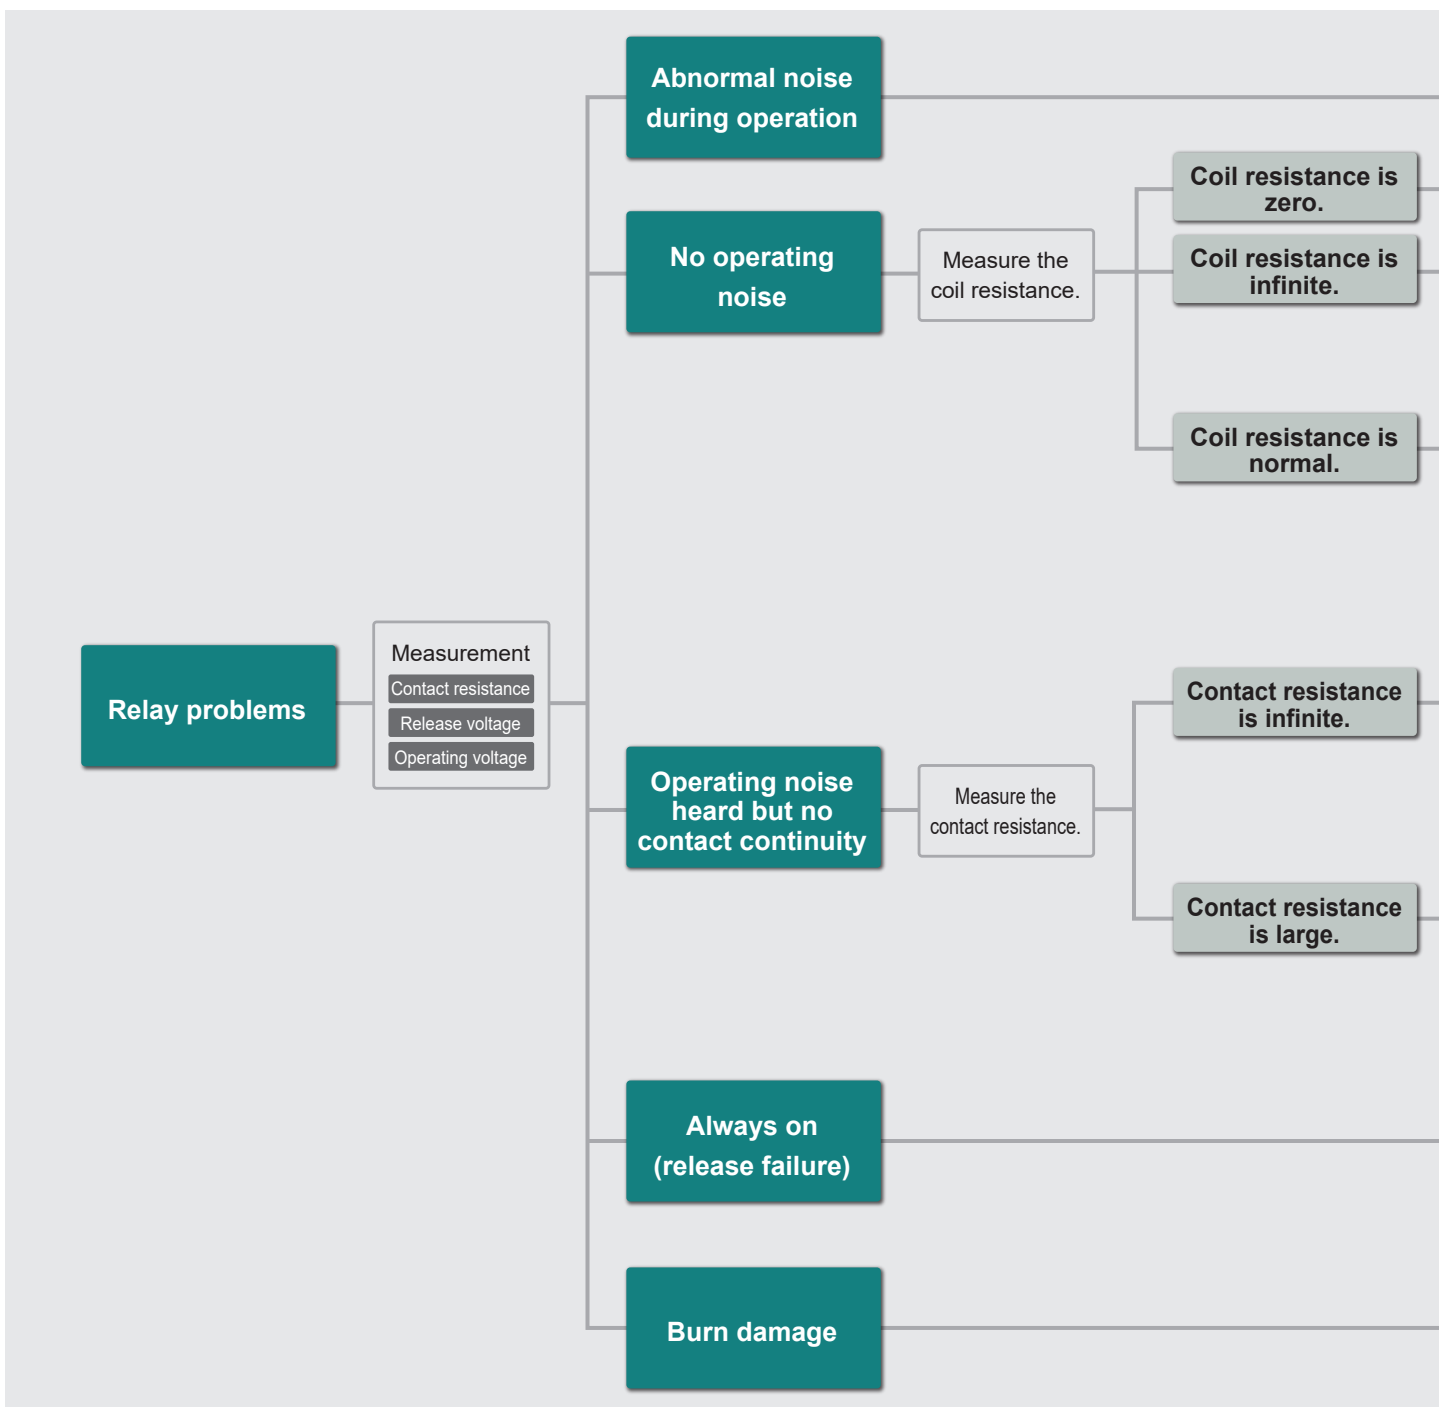 Abnormal noise
during operation
Coil resistance is
zero.
No operating
noise
Measure the
coil resistance.
Coil resistance is
infinite.
Coil resistance is
normal.
Relay problems
Measurement
Contact resistance
Release voltage
Operating voltage
Contact resistance
is infinite.
Operating noise
heard but no
contact continuity
Measure the
contact resistance.
Contact resistance
is large.
Always on
(release failure)
Burn damage